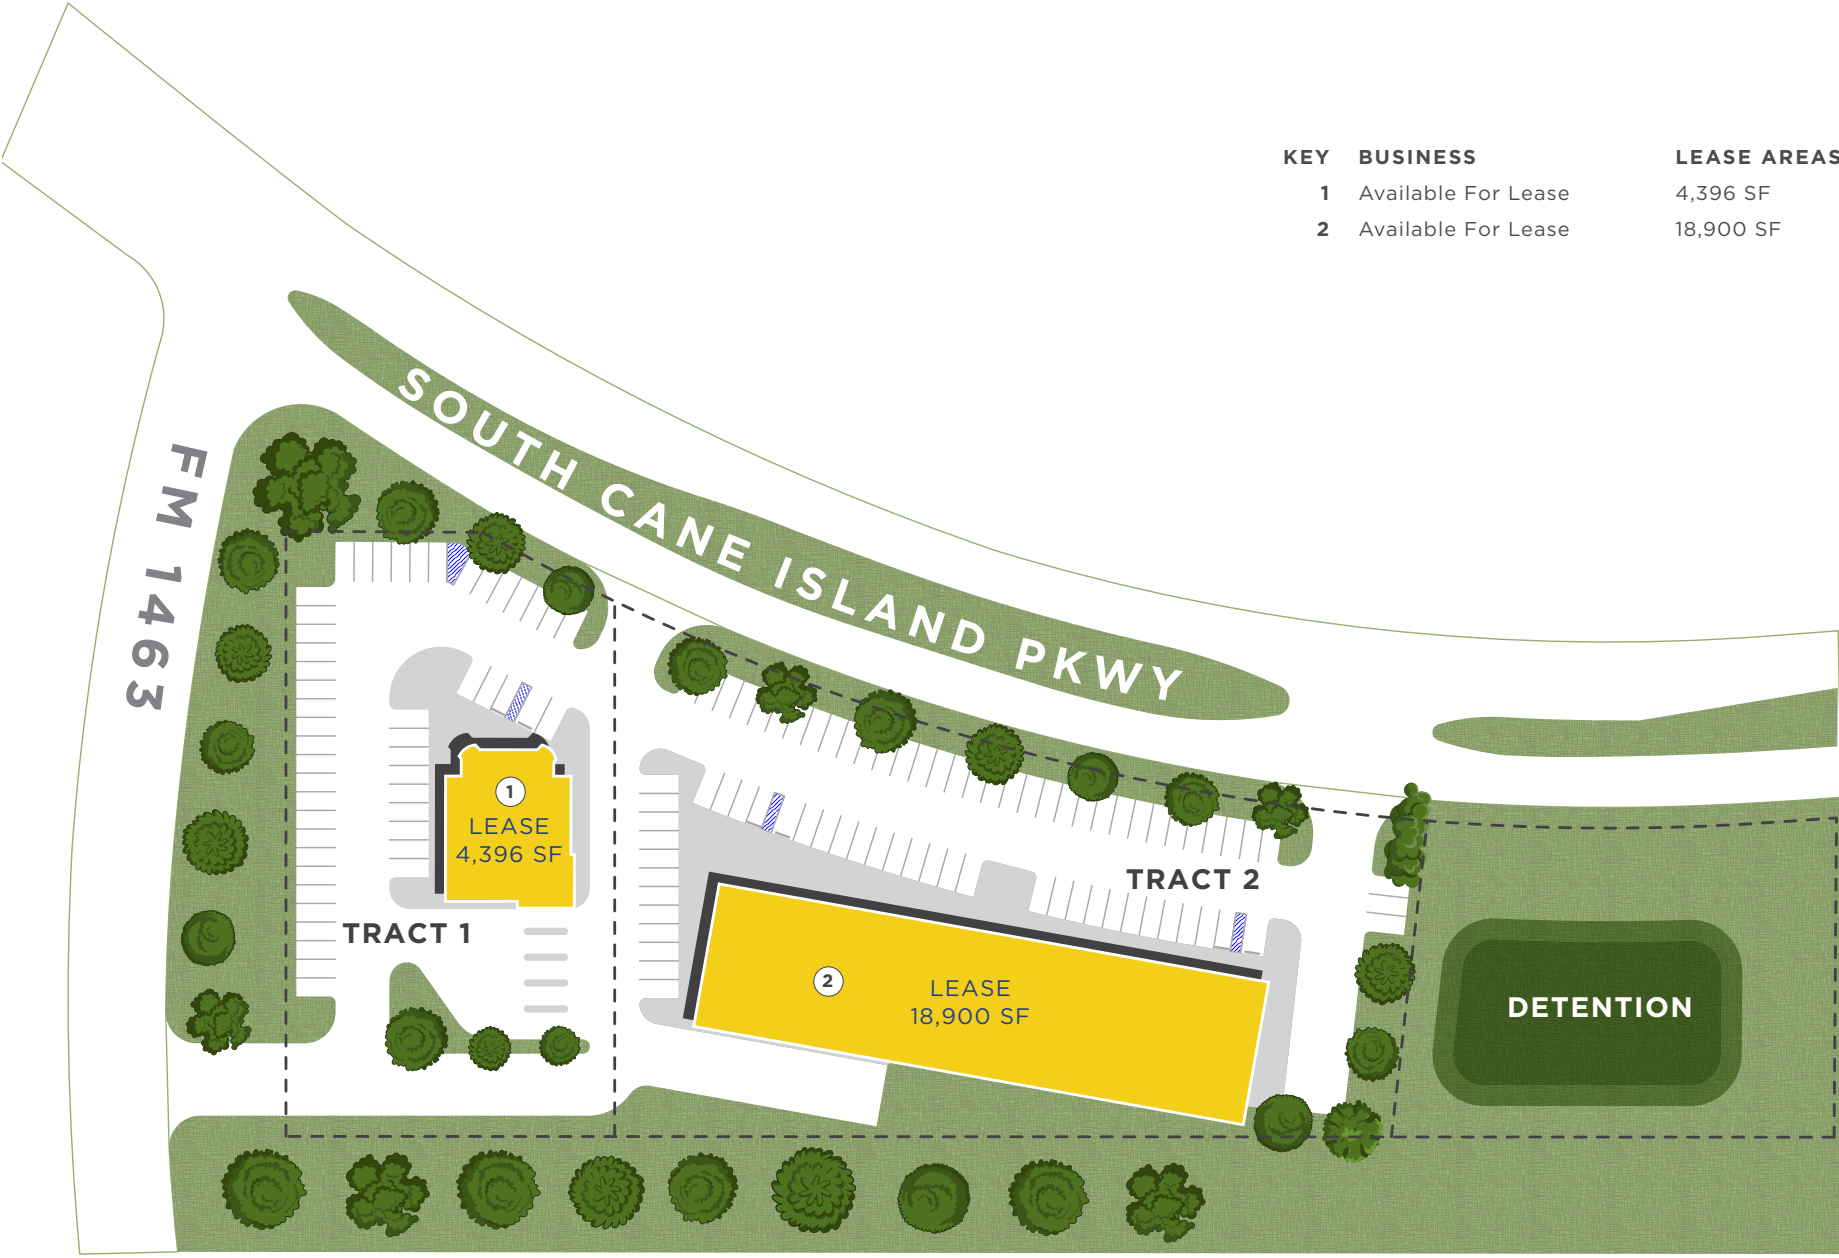 KEY BUSINESS LEASE AREAS
1 Available For Lease 4,396 SF
2 Available For Lease 18,900 SF
SOUTH CANE ISLAND PKWY
FM 1463
1
LEASE
4,396 SF
TRACT 1
TRACT 2
2
LEASE
18,900 SF
DETENTION